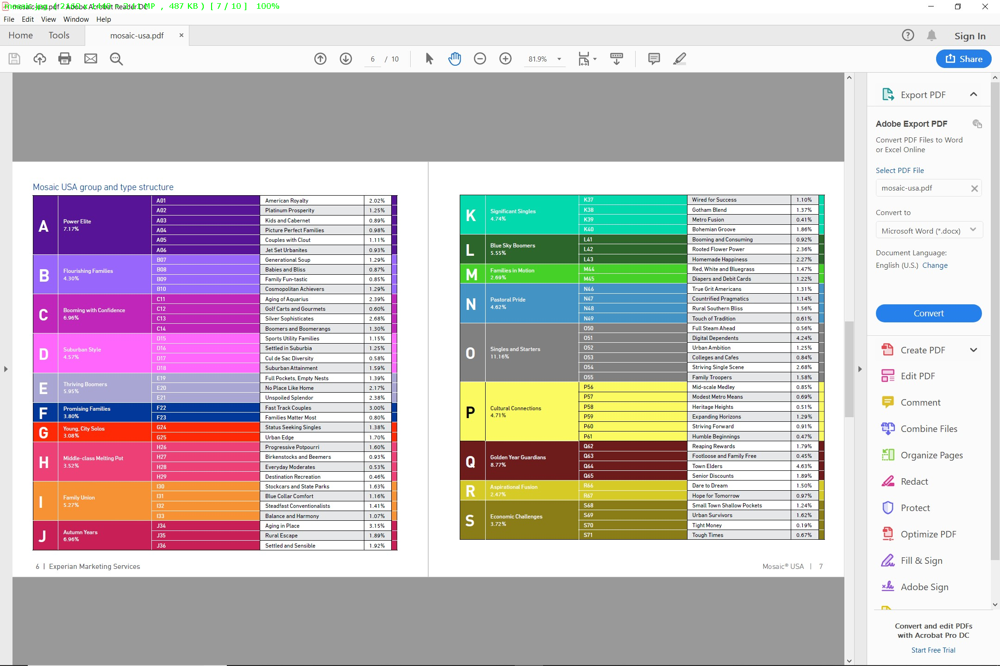 mosaic.jpg ( 2160 x 1440 = 3.11 MP , 487 KB ) [ 7 / 10 ] 100%
mosaic-usa.pdf - Adobe Acrobat Reader DC
File Edit View Window Help
Home Tools mosaic-usa.pdf × Sign In
6 / 10 81.9% Share
Mosaic USA group and type structure
A Power Elite 7.17%
A01 American Royalty 2.02%
A02 Platinum Prosperity 1.25%
A03 Kids and Cabernet 0.89%
A04 Picture Perfect Families 0.98%
A05 Couples with Clout 1.11%
A06 Jet Set Urbanites 0.93%
B Flourishing Families 4.30%
B07 Generational Soup 1.29%
B08 Babies and Bliss 0.87%
B09 Family Fun-tastic 0.85%
B10 Cosmopolitan Achievers 1.29%
C Booming with Confidence 6.96%
C11 Aging of Aquarius 2.39%
C12 Golf Carts and Gourmets 0.60%
C13 Silver Sophisticates 2.68%
C14 Boomers and Boomerangs 1.30%
D Suburban Style 4.57%
D15 Sports Utility Families 1.15%
D16 Settled in Suburbia 1.25%
D17 Cul de Sac Diversity 0.58%
D18 Suburban Attainment 1.59%
E Thriving Boomers 5.95%
E19 Full Pockets, Empty Nests 1.39%
E20 No Place Like Home 2.17%
E21 Unspoiled Splendor 2.38%
F Promising Families 3.80%
F22 Fast Track Couples 3.00%
F23 Families Matter Most 0.80%
G Young, City Solos 3.08%
G24 Status Seeking Singles 1.38%
G25 Urban Edge 1.70%
H Middle-class Melting Pot 3.52%
H26 Progressive Potpourri 1.60%
H27 Birkenstocks and Beemers 0.93%
H28 Everyday Moderates 0.53%
H29 Destination Recreation 0.46%
I Family Union 5.27%
I30 Stockcars and State Parks 1.63%
I31 Blue Collar Comfort 1.16%
I32 Steadfast Conventionalists 1.41%
I33 Balance and Harmony 1.07%
J Autumn Years 6.96%
J34 Aging in Place 3.15%
J35 Rural Escape 1.89%
J36 Settled and Sensible 1.92%
6 | Experian Marketing Services
K Significant Singles 4.74%
K37 Wired for Success 1.10%
K38 Gotham Blend 1.37%
K39 Metro Fusion 0.41%
K40 Bohemian Groove 1.86%
L Blue Sky Boomers 5.55%
L41 Booming and Consuming 0.92%
L42 Rooted Flower Power 2.36%
L43 Homemade Happiness 2.27%
M Families in Motion 2.69%
M44 Red, White and Bluegrass 1.47%
M45 Diapers and Debit Cards 1.22%
N Pastoral Pride 4.62%
N46 True Grit Americans 1.31%
N47 Countrified Pragmatics 1.14%
N48 Rural Southern Bliss 1.56%
N49 Touch of Tradition 0.61%
O Singles and Starters 11.16%
O50 Full Steam Ahead 0.56%
O51 Digital Dependents 4.24%
O52 Urban Ambition 1.25%
O53 Colleges and Cafes 0.84%
O54 Striving Single Scene 2.68%
O55 Family Troopers 1.58%
P Cultural Connections 4.71%
P56 Mid-scale Medley 0.85%
P57 Modest Metro Means 0.69%
P58 Heritage Heights 0.51%
P59 Expanding Horizons 1.29%
P60 Striving Forward 0.91%
P61 Humble Beginnings 0.47%
Q Golden Year Guardians 8.77%
Q62 Reaping Rewards 1.79%
Q63 Footloose and Family Free 0.45%
Q64 Town Elders 4.63%
Q65 Senior Discounts 1.89%
R Aspirational Fusion 2.47%
R66 Dare to Dream 1.50%
R67 Hope for Tomorrow 0.97%
S Economic Challenges 3.72%
S68 Small Town Shallow Pockets 1.24%
S69 Urban Survivors 1.62%
S70 Tight Money 0.19%
S71 Tough Times 0.67%
Mosaic® USA | 7
Export PDF
Adobe Export PDF
Convert PDF Files to Word
or Excel Online
Select PDF File
mosaic-usa.pdf
Convert to
Microsoft Word (*.docx)
Document Language:
English (U.S.) Change
Convert
Create PDF
Edit PDF
Comment
Combine Files
Organize Pages
Redact
Protect
Optimize PDF
Fill & Sign
Adobe Sign
Convert and edit PDFs
with Acrobat Pro DC
Start Free Trial